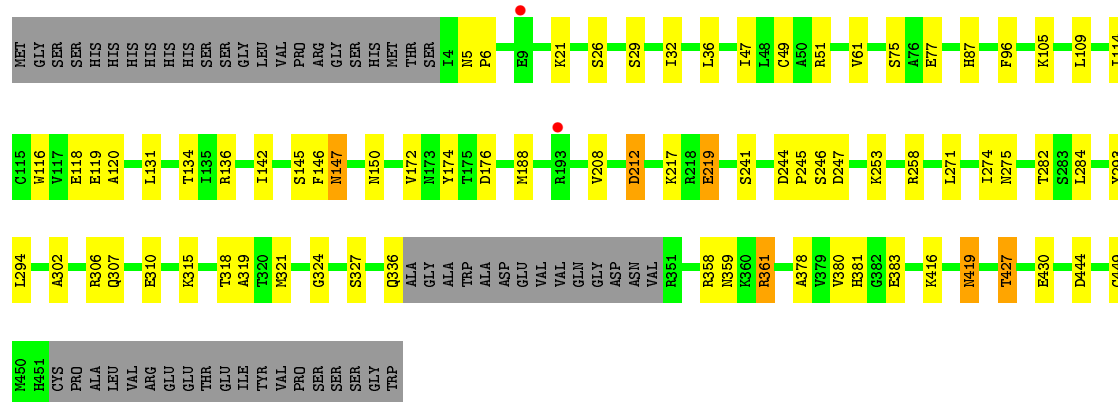 MET GLY SER SER HIS HIS HIS HIS HIS HIS SER SER GLY LEU VAL PRO ARG GLY SER HIS MET THR SER I4 N5 P6 E9 K21 S26 S29 I32 L36 I47 L48 C49 A50 R51 V61 S75 A76 E77 H87 F96 K105 L109 I114
C115 W116 V117 E118 E119 A120 L131 T134 I135 R136 I142 S145 F146 N147 N150 V172 N173 Y174 T175 D176 M188 R193 V208 D212 K217 R218 E219 S241 D244 P245 S246 D247 K253 R258 L271 I274 N275 T282 S283 L284 Y293
L294 A302 R306 Q307 E310 K315 T318 A319 T320 M321 G324 S327 Q336 ALA GLY ALA TRP ALA ASP GLU VAL VAL GLN GLY ASP ASN VAL R351 R358 N359 K360 R361 A378 V379 V380 H381 G382 E383 K416 N419 T427 E430 D444 C449
M450 H451 CYS PRO ALA LEU VAL ARG GLU GLU THR GLU ILE TYR VAL PRO SER SER SER GLY TRP